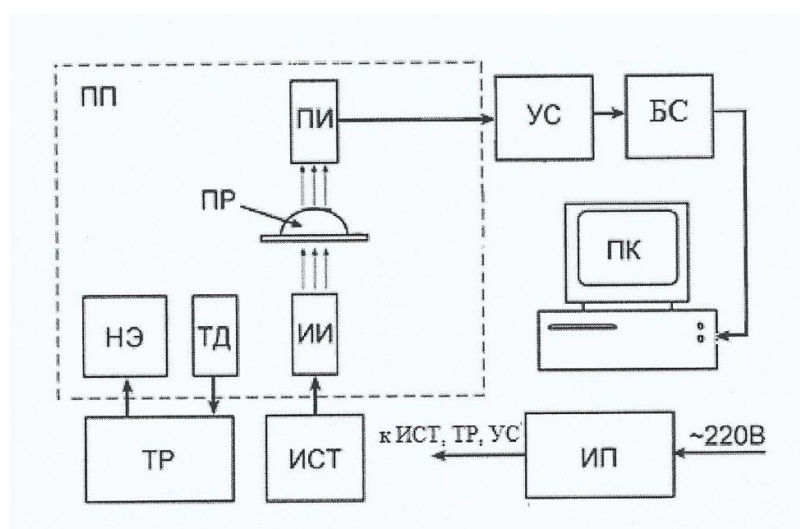 ПП
ПИ
УС
БС
ПР
ПК
НЭ
ТД
ИИ
к ИСТ, ТР, УС
~220В
ТР
ИСТ
ИП